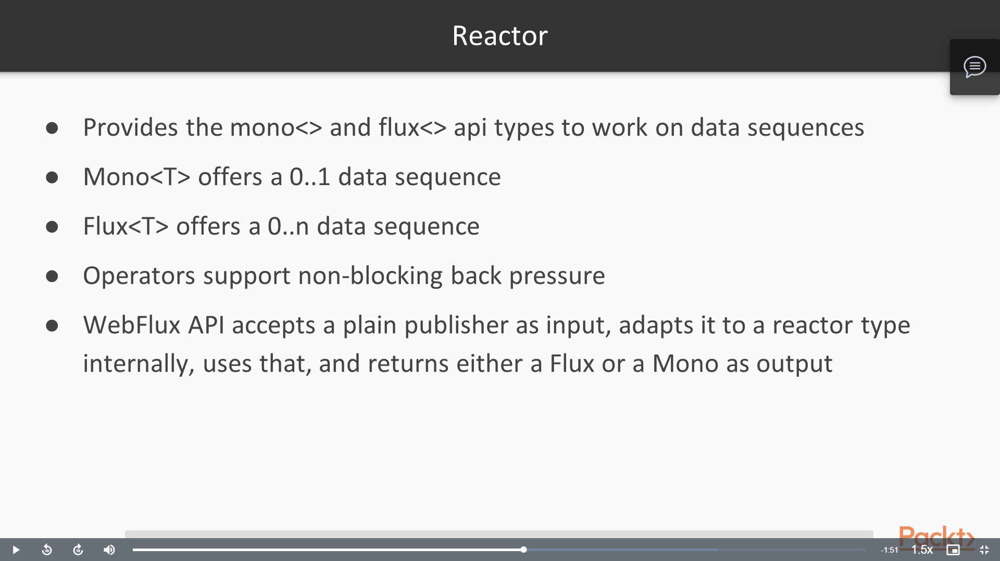 Reactor
● Provides the mono<> and flux<> api types to work on data sequences
● Mono<T> offers a 0..1 data sequence
● Flux<T> offers a 0..n data sequence
● Operators support non-blocking back pressure
● WebFlux API accepts a plain publisher as input, adapts it to a reactor type
internally, uses that, and returns either a Flux or a Mono as output
Packt>
10 10 -1:51 1.5x